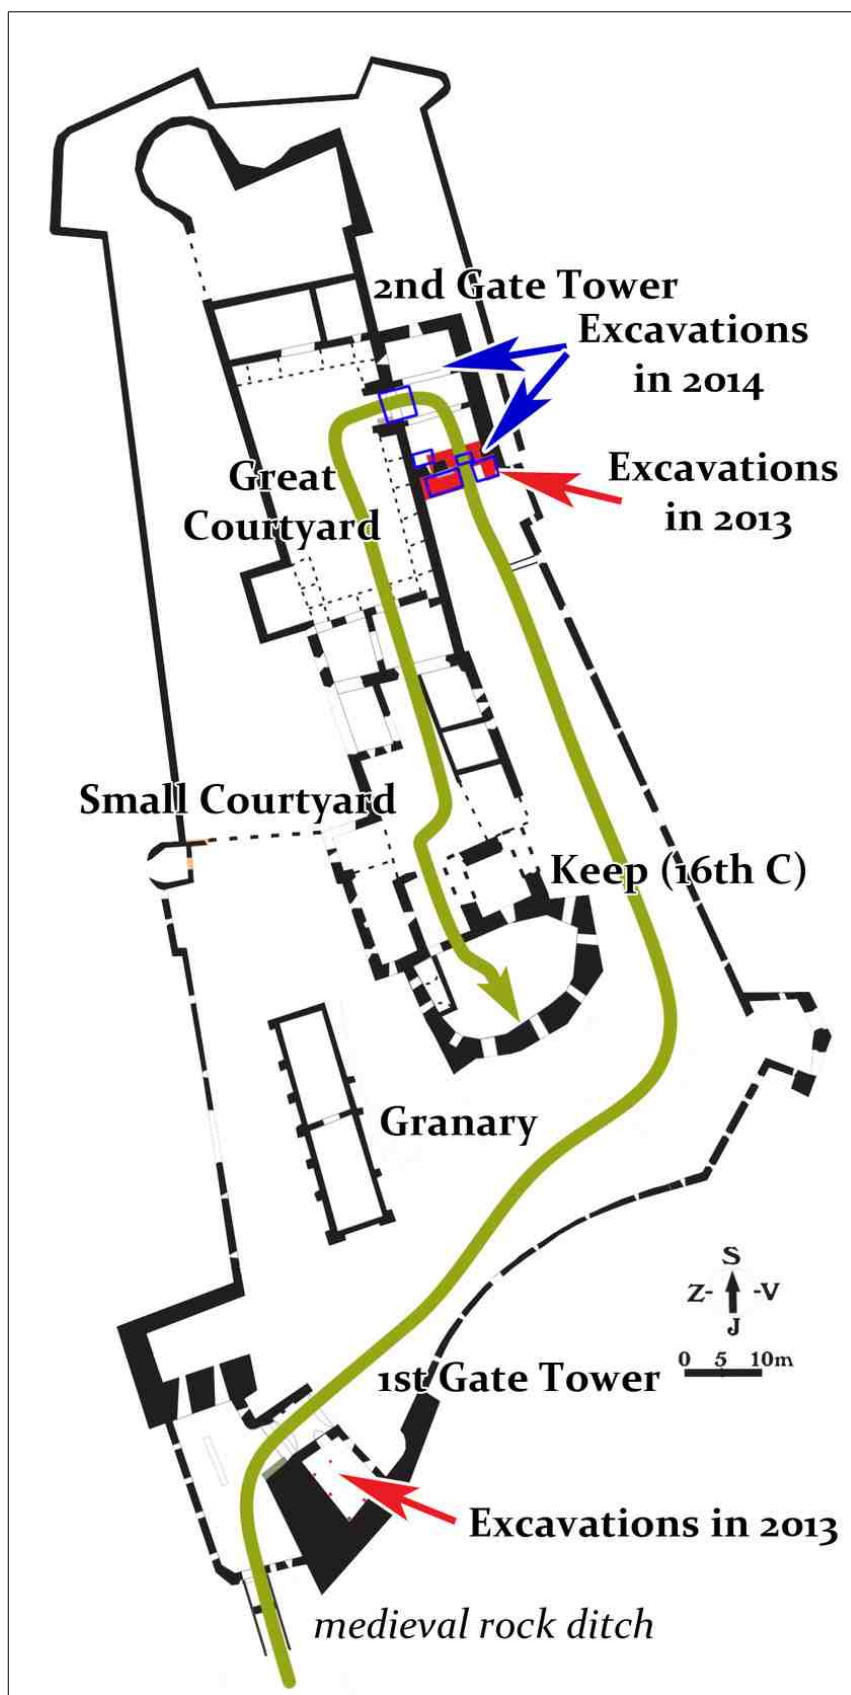 2nd Gate Tower
Excavations
in 2014
Great
Courtyard
Excavations
in 2013
Small Courtyard
Keep (16th C)
Granary
S
Z- -V
J
0 5 10m
1st Gate Tower
Excavations in 2013
medieval rock ditch